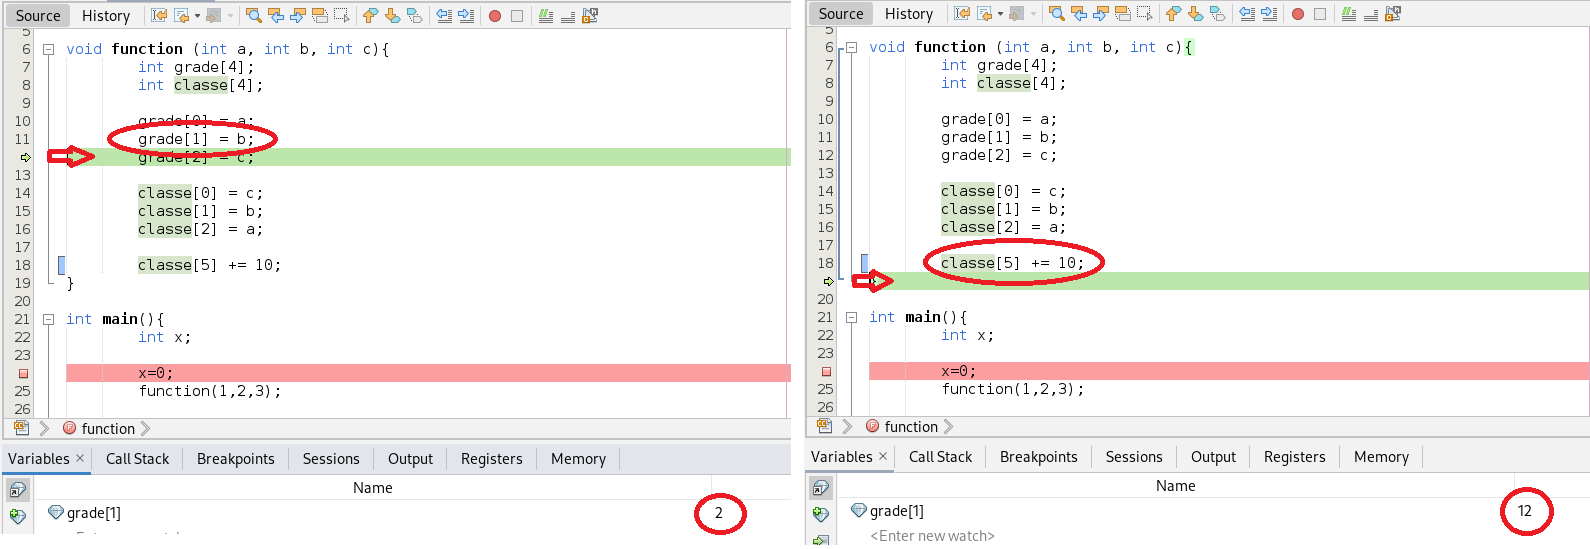 Source History
5
6 void function (int a, int b, int c){
7 int grade[4];
8 int classe[4];
9
10 grade[0] = a;
11 grade[1] = b;
grade[2] = c;
13
14 classe[0] = c;
15 classe[1] = b;
16 classe[2] = a;
17
18 classe[5] += 10;
19 }
20
21 int main(){
22 int x;
23
x=0;
25 function(1,2,3);
26
function
Variables × Call Stack Breakpoints Sessions Output Registers Memory
Name
grade[1] 2
Source History
5
6 void function (int a, int b, int c){
7 int grade[4];
8 int classe[4];
9
10 grade[0] = a;
11 grade[1] = b;
12 grade[2] = c;
13
14 classe[0] = c;
15 classe[1] = b;
16 classe[2] = a;
17
18 classe[5] += 10;
}
20
21 int main(){
22 int x;
23
x=0;
25 function(1,2,3);
26
function
Variables × Call Stack Breakpoints Sessions Output Registers Memory
Name
grade[1] 12
<Enter new watch>